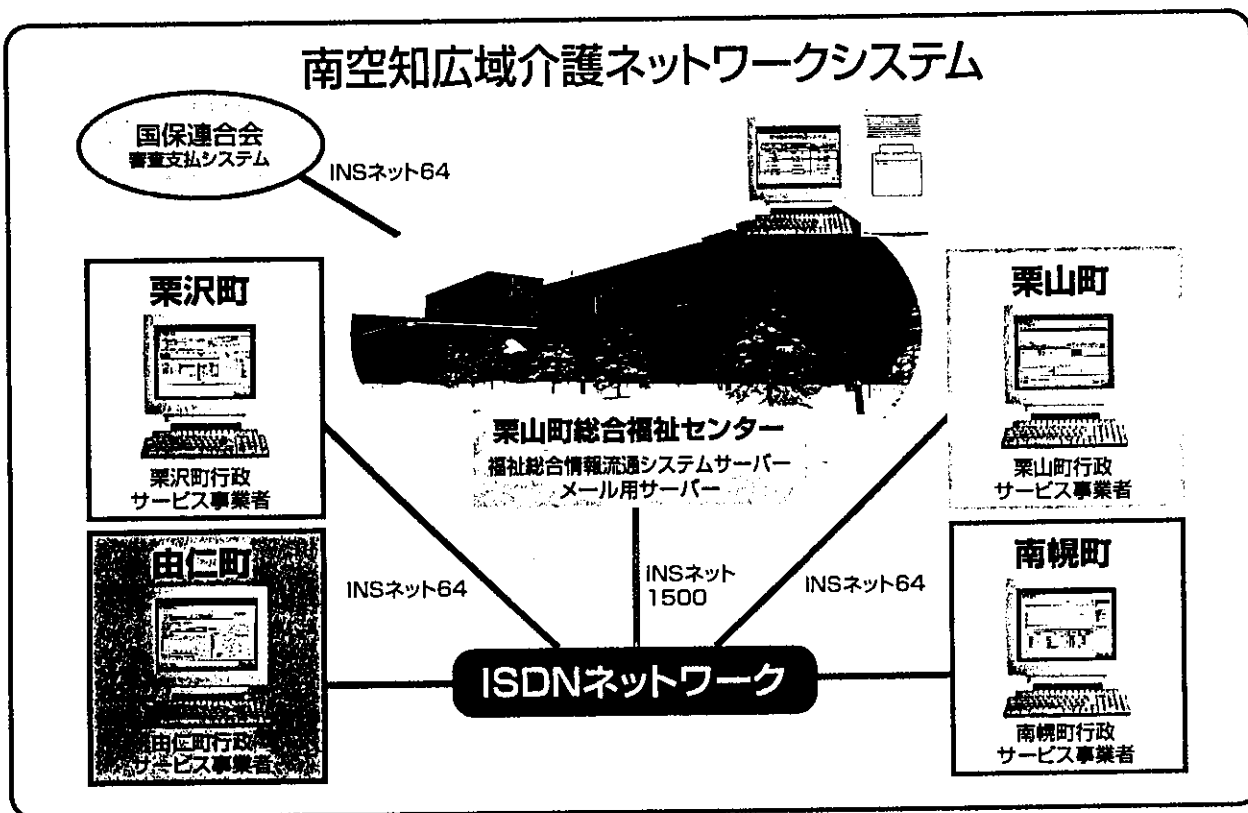 南空知広域介護ネットワークシステム
国保連合会
審査支払システム
INSネット64
栗沢町
栗沢町行政
サービス事業者
栗山町
栗山町行政
サービス事業者
栗山町総合福祉センター
福祉総合情報流通システムサーバー
メール用サーバー
由仁町
由仁町行政
サービス事業者
南幌町
南幌町行政
サービス事業者
INSネット64
INSネット
1500
INSネット64
ISDNネットワーク